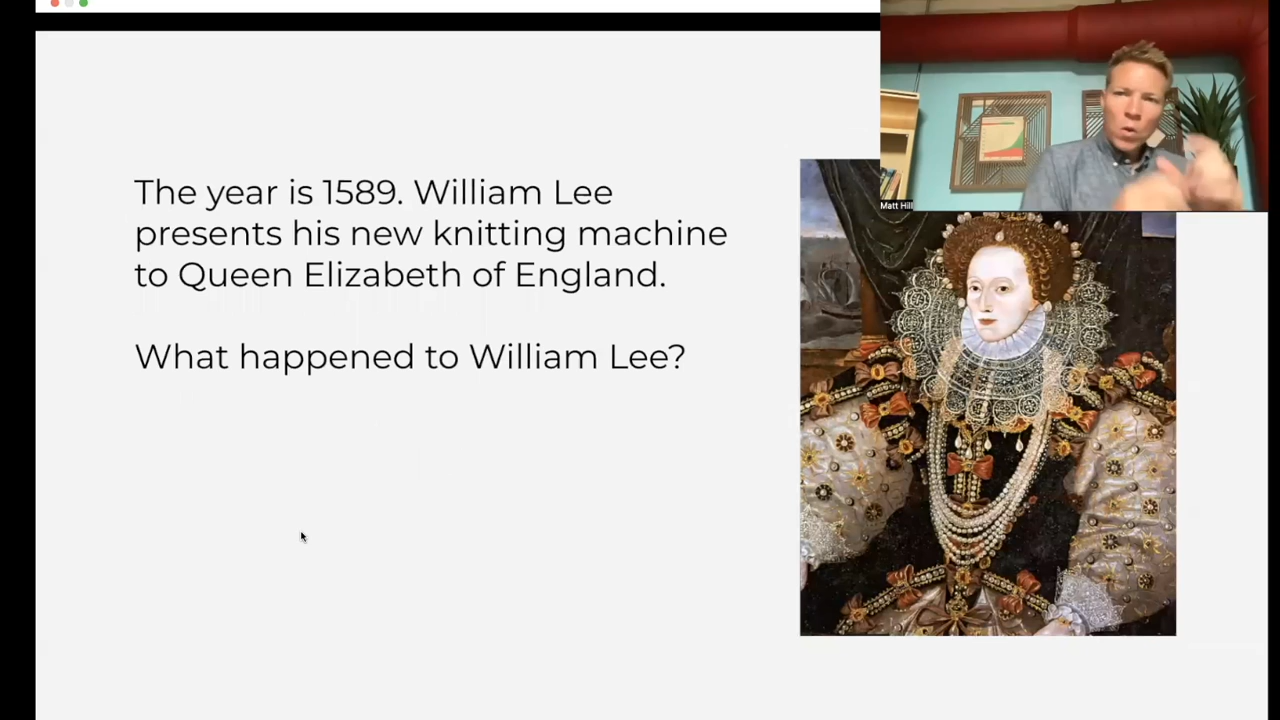 The year is 1589. William Lee
presents his new knitting machine
to Queen Elizabeth of England.
What happened to William Lee?
Matt Hill